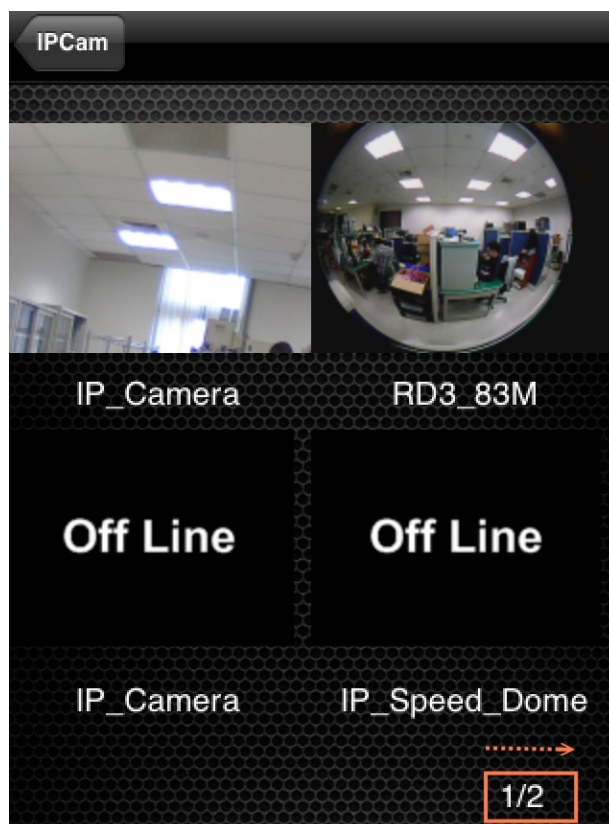 IPCam
IP_Camera RD3_83M
Off Line Off Line
IP_Camera IP_Speed_Dome
1/2